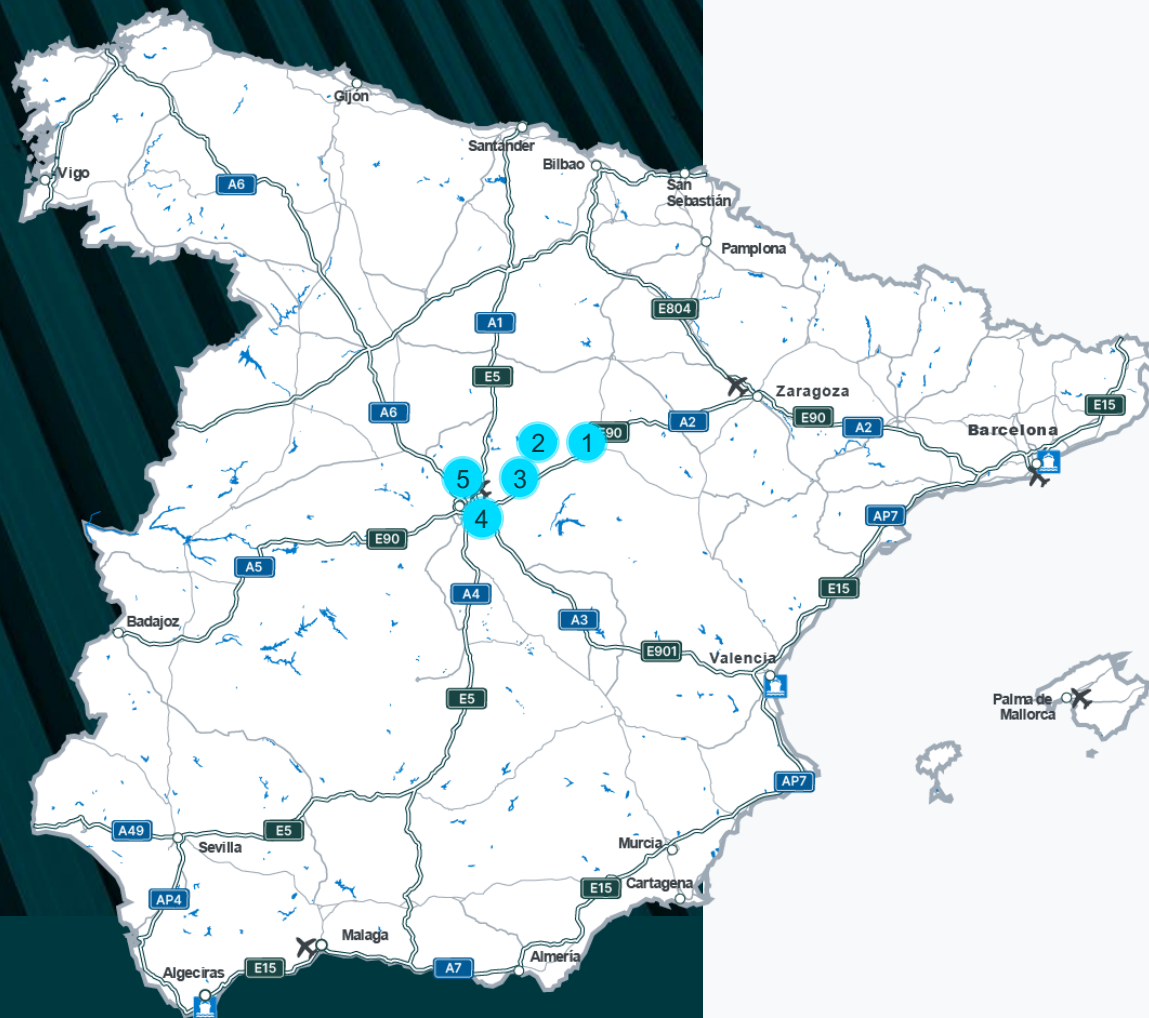 Gijón
Santander
Bilbao
San
Sebastián
Vigo
A6
Pamplona
E804
A1
E5
Zaragoza
A6
E90
A2
E90
A2
E15
Barcelona
1
2
3
5
4
AP7
E90
A5
A4
E15
A3
Badajoz
E901
Valencia
E5
Palma de
Mallorca
AP7
A49
E5
Sevilla
Murcia
E15
Cartagena
AP4
Malaga
Almería
A7
E15
Algeciras